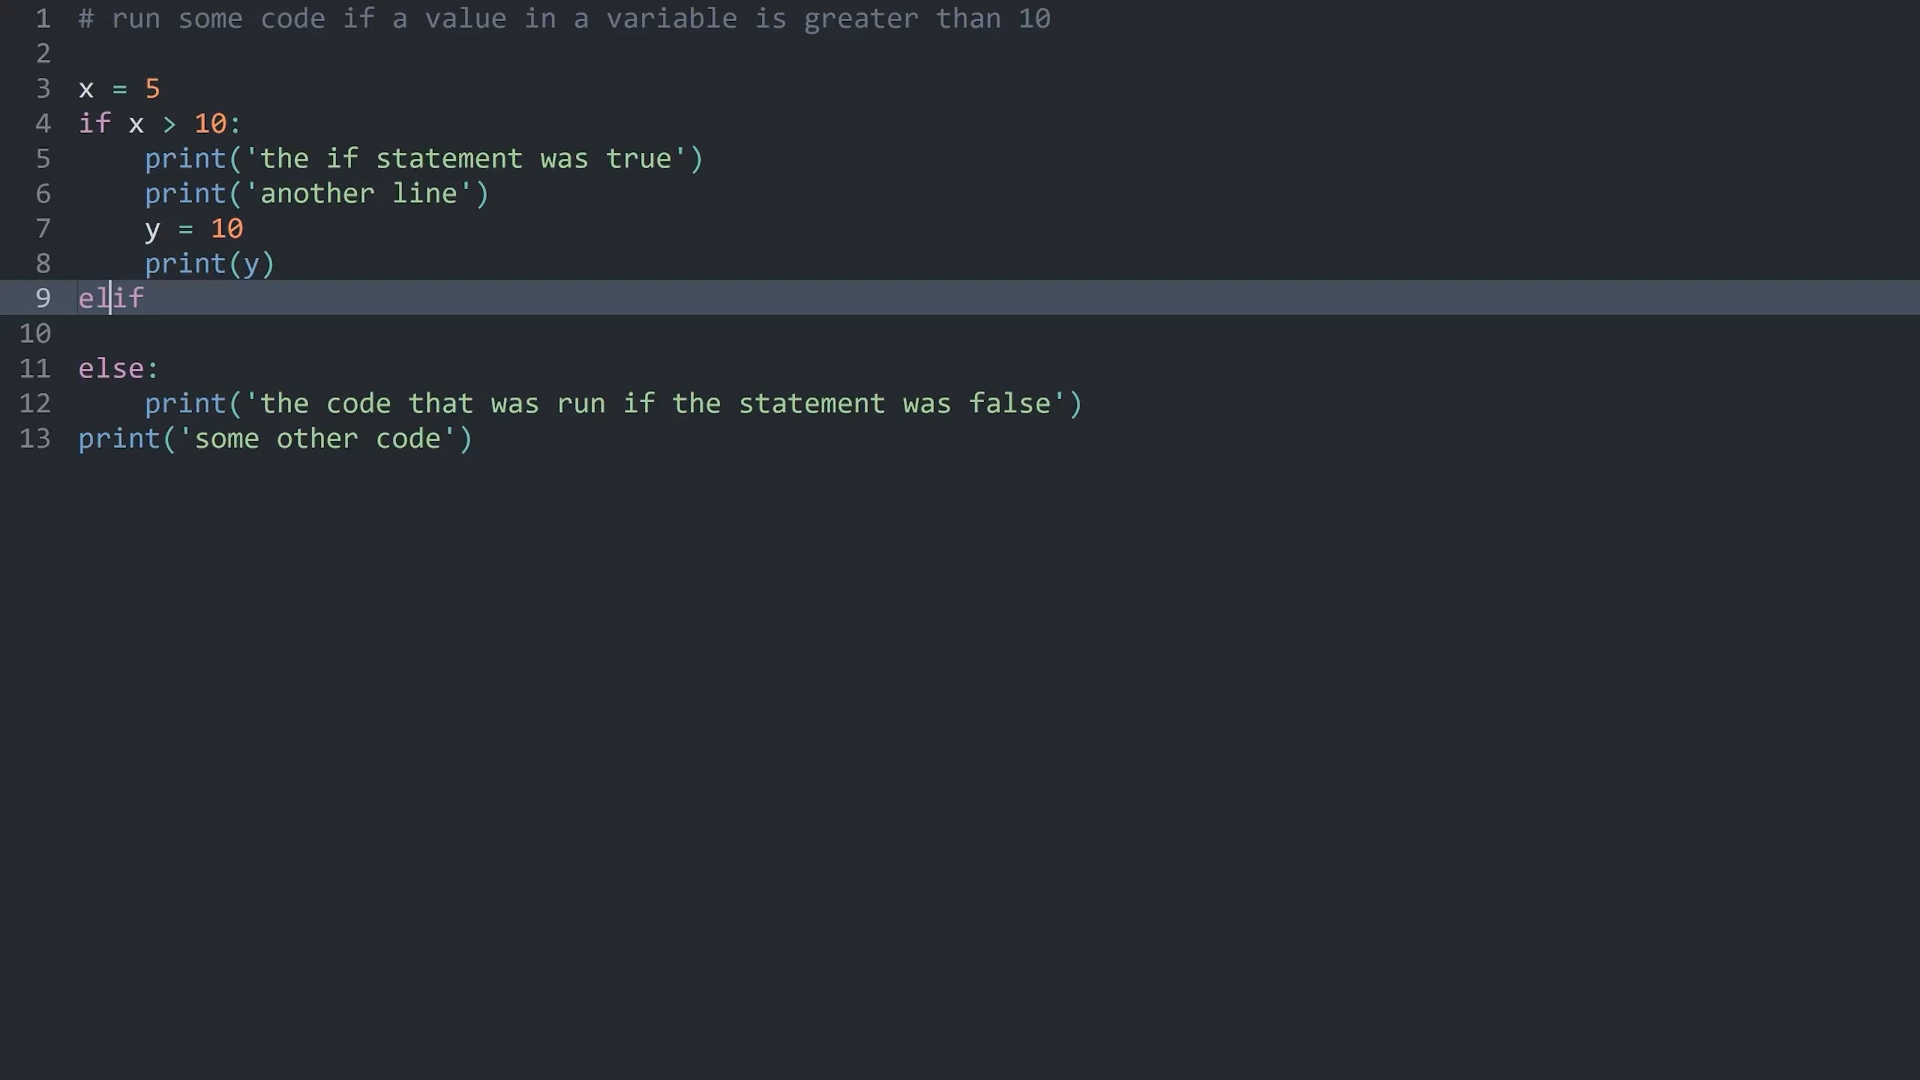 1 # run some code if a value in a variable is greater than 10
2
3 x = 5
4 if x > 10:
5     print('the if statement was true')
6     print('another line')
7     y = 10
8     print(y)
9 elif
10
11 else:
12     print('the code that was run if the statement was false')
13 print('some other code')